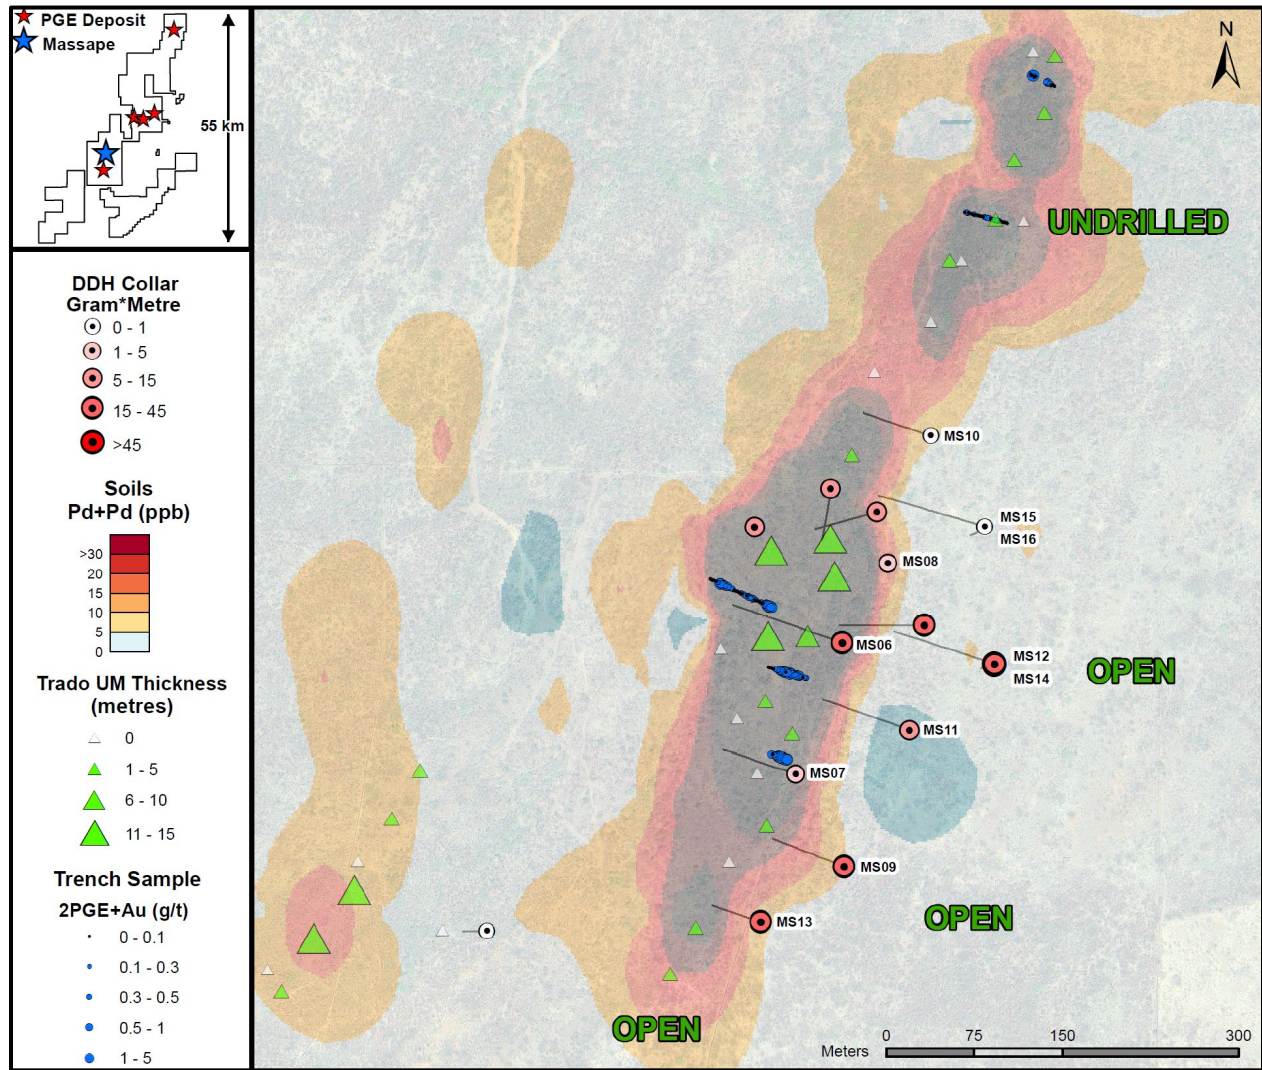 PGE Deposit
Massape
55 km
DDH Collar
Gram*Metre
0 - 1
1 - 5
5 - 15
15 - 45
>45
Soils
Pd+Pd (ppb)
>30
20
15
10
5
0
Trado UM Thickness
(metres)
0
1 - 5
6 - 10
11 - 15
Trench Sample
2PGE+Au (g/t)
0 - 0.1
0.1 - 0.3
0.3 - 0.5
0.5 - 1
1 - 5
N
UNDRILLED
MS10
MS15
MS16
MS08
MS06
MS12
MS14
OPEN
MS11
MS07
MS09
MS13
OPEN
OPEN
Meters
0 75 150 300